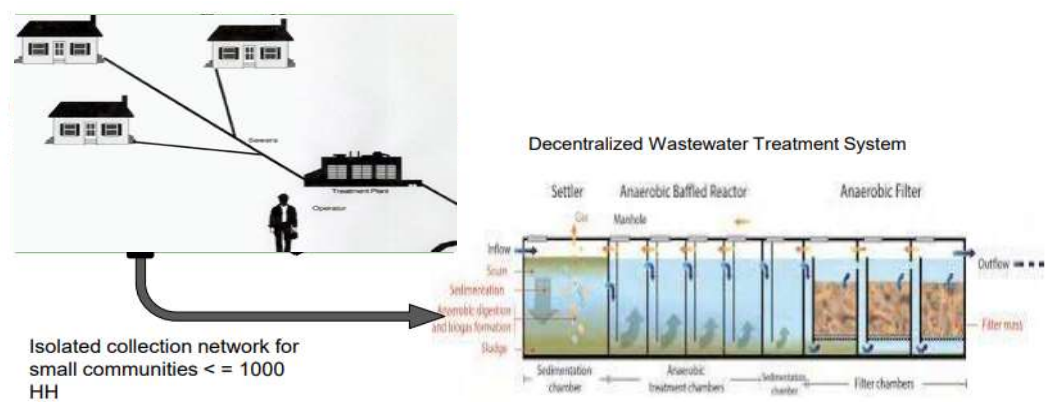 Sewers
Treatment Plant
Operator
Isolated collection network for
small communities < = 1000
HH
Decentralized Wastewater Treatment System
Settler
Anaerobic Baffled Reactor
Anaerobic Filter
Gas
Manhole
Inflow
Scum
Sedimentation
Anaerobic digestion
and biogas formation
Sludge
Outflow
Filter mass
Sedimentation
chamber
Anaerobic
treatment chambers
Sedimentation
chamber
Filter chambers